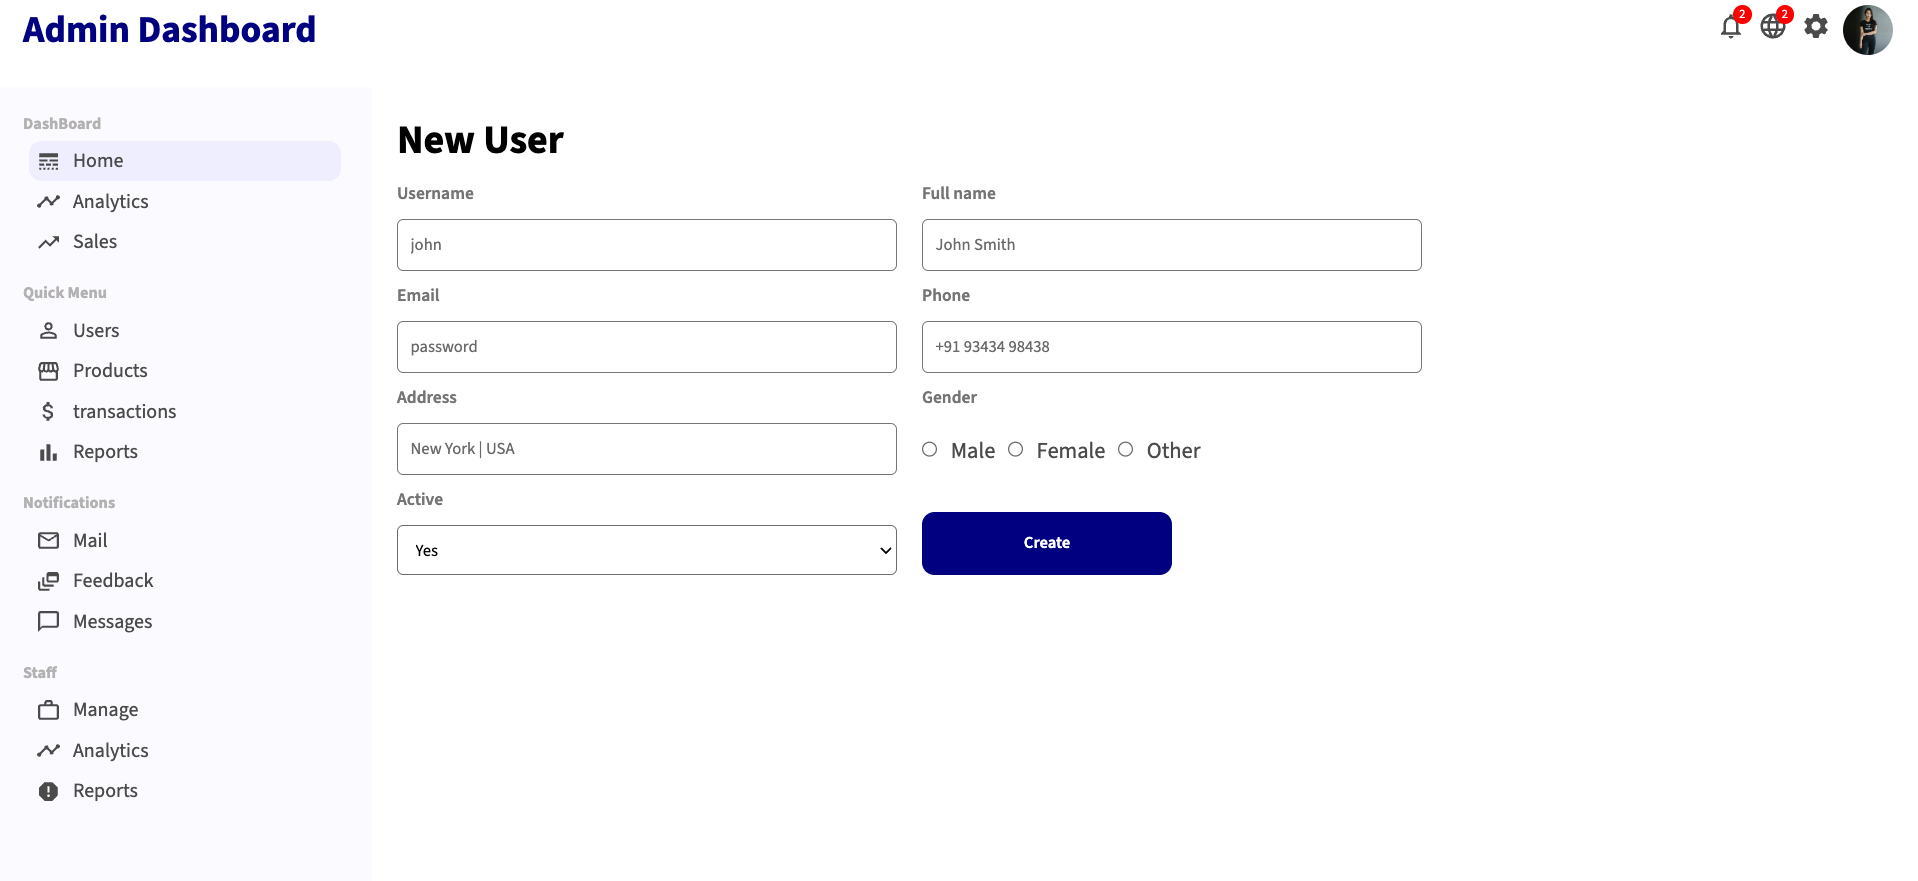 Admin Dashboard
2
2
DashBoard
Home
Analytics
Sales
Quick Menu
Users
Products
transactions
Reports
Notifications
Mail
Feedback
Messages
Staff
Manage
Analytics
Reports
New User
Username
Full name
john
John Smith
Email
Phone
password
+91 93434 98438
Address
Gender
New York | USA
Male Female Other
Active
Yes
Create